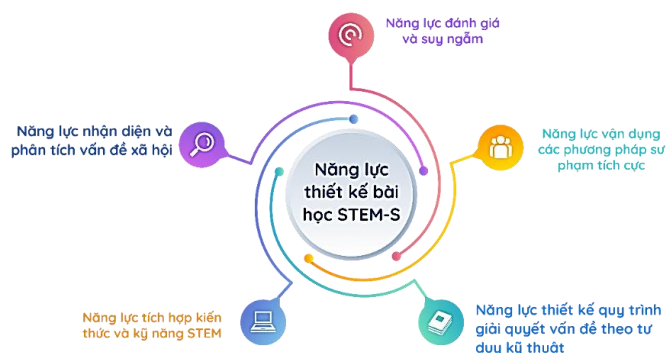 Năng lực đánh giá
và suy ngẫm
Năng lực nhận diện và
phân tích vấn đề xã hội
Năng lực vận dụng
các phương pháp sư
phạm tích cực
Năng lực
thiết kế bài
học STEM-S
Năng lực tích hợp kiến
thức và kỹ năng STEM
Năng lực thiết kế quy trình
giải quyết vấn đề theo tư
duy kỹ thuật